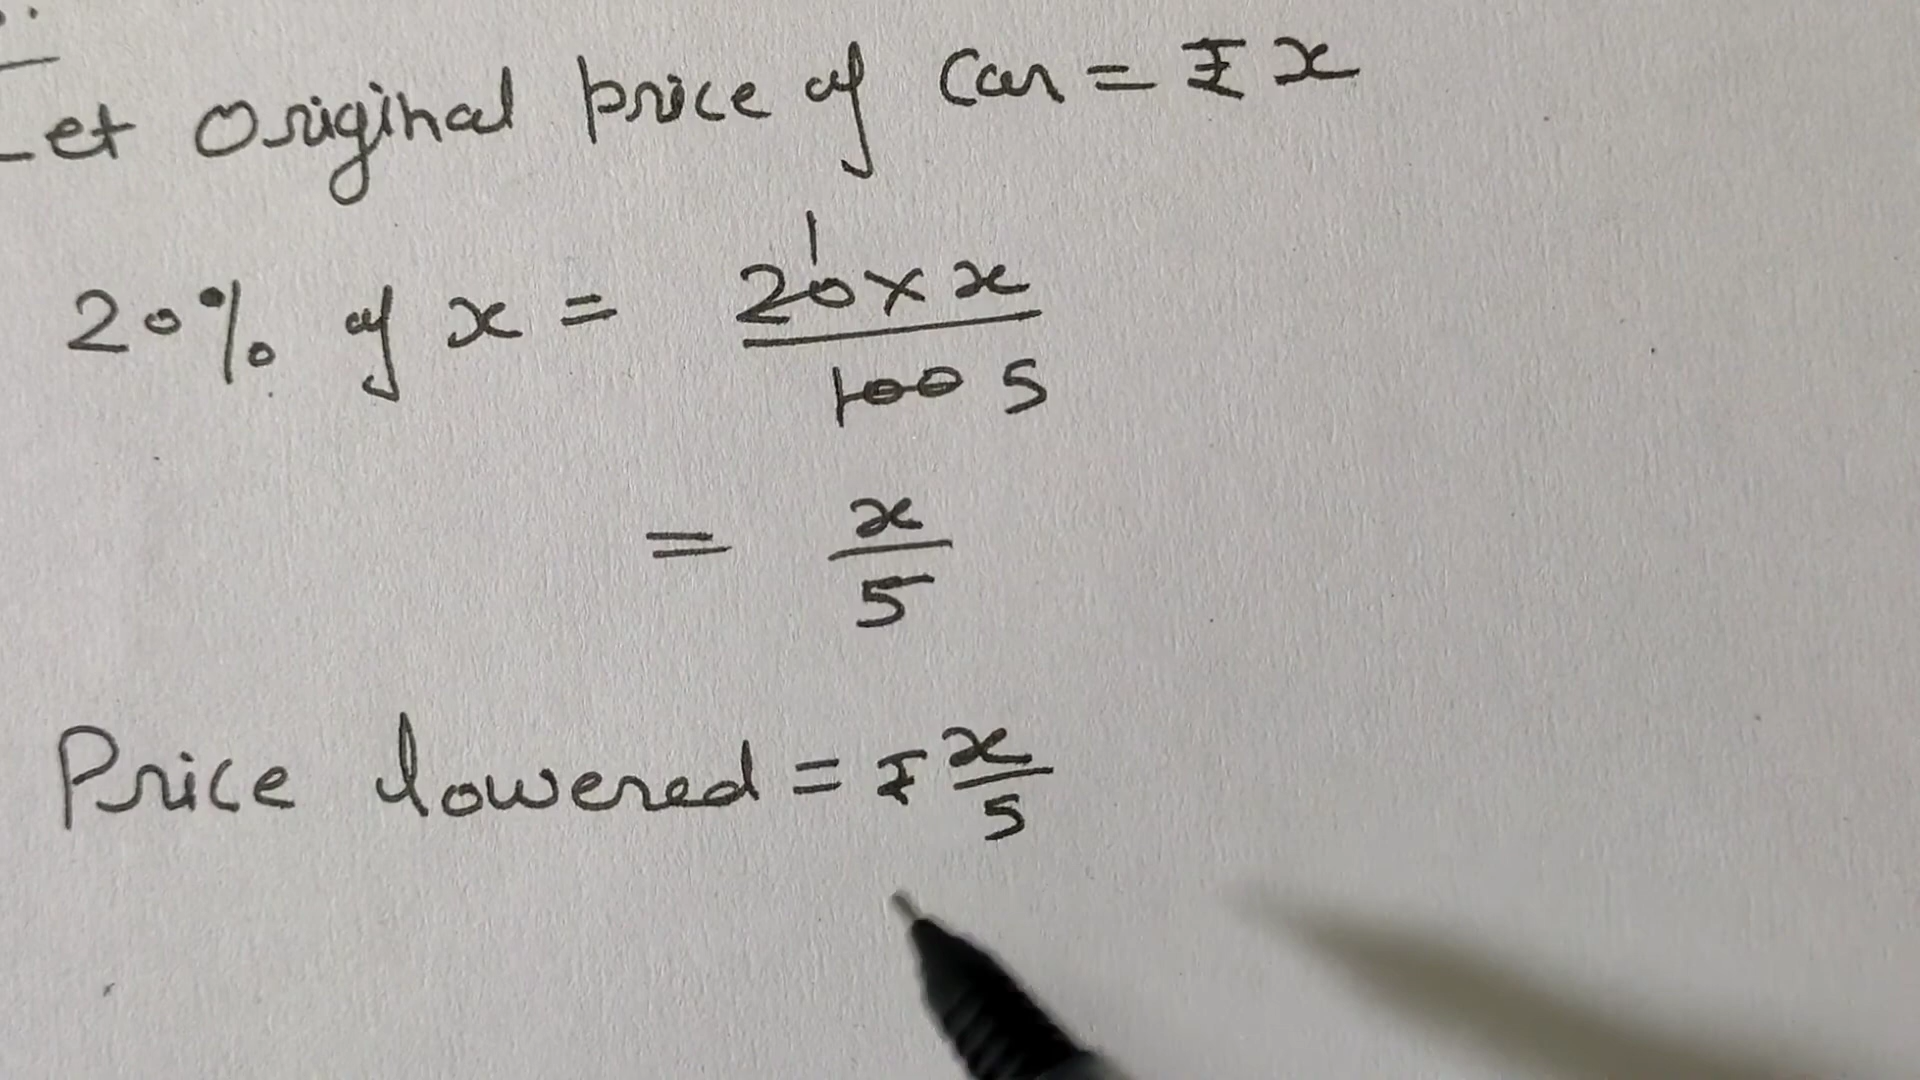 Let Original price of Car = ₹ x
20% of x = 20 × x / 100 1 5
= x / 5
Price lowered = ₹ x / 5